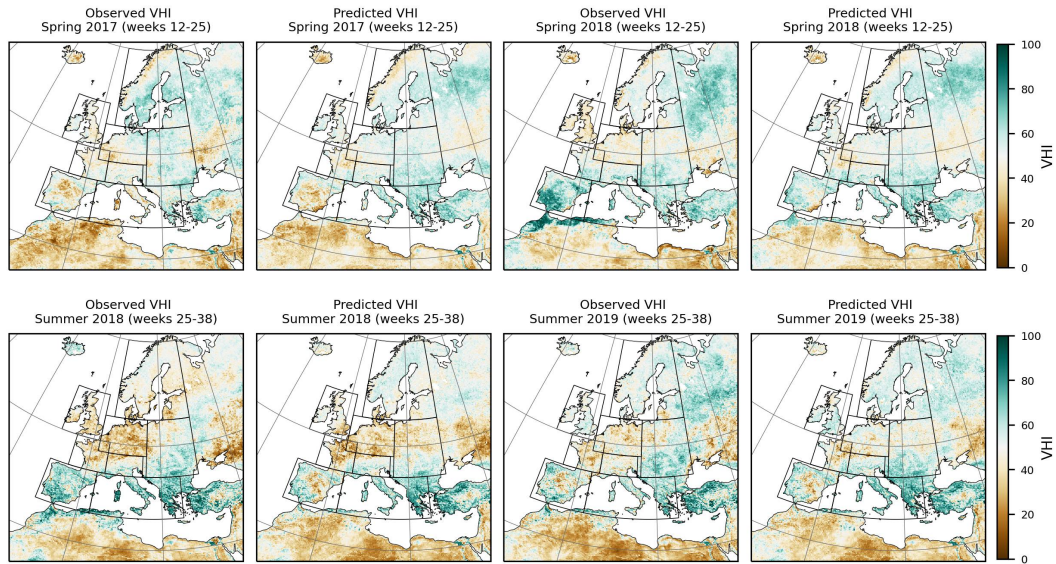 Observed VHI
Spring 2017 (weeks 12-25)
Predicted VHI
Spring 2017 (weeks 12-25)
Observed VHI
Spring 2018 (weeks 12-25)
Predicted VHI
Spring 2018 (weeks 12-25)
100
80
60
40
20
0
VHI
Observed VHI
Summer 2018 (weeks 25-38)
Predicted VHI
Summer 2018 (weeks 25-38)
Observed VHI
Summer 2019 (weeks 25-38)
Predicted VHI
Summer 2019 (weeks 25-38)
100
80
60
40
20
0
VHI